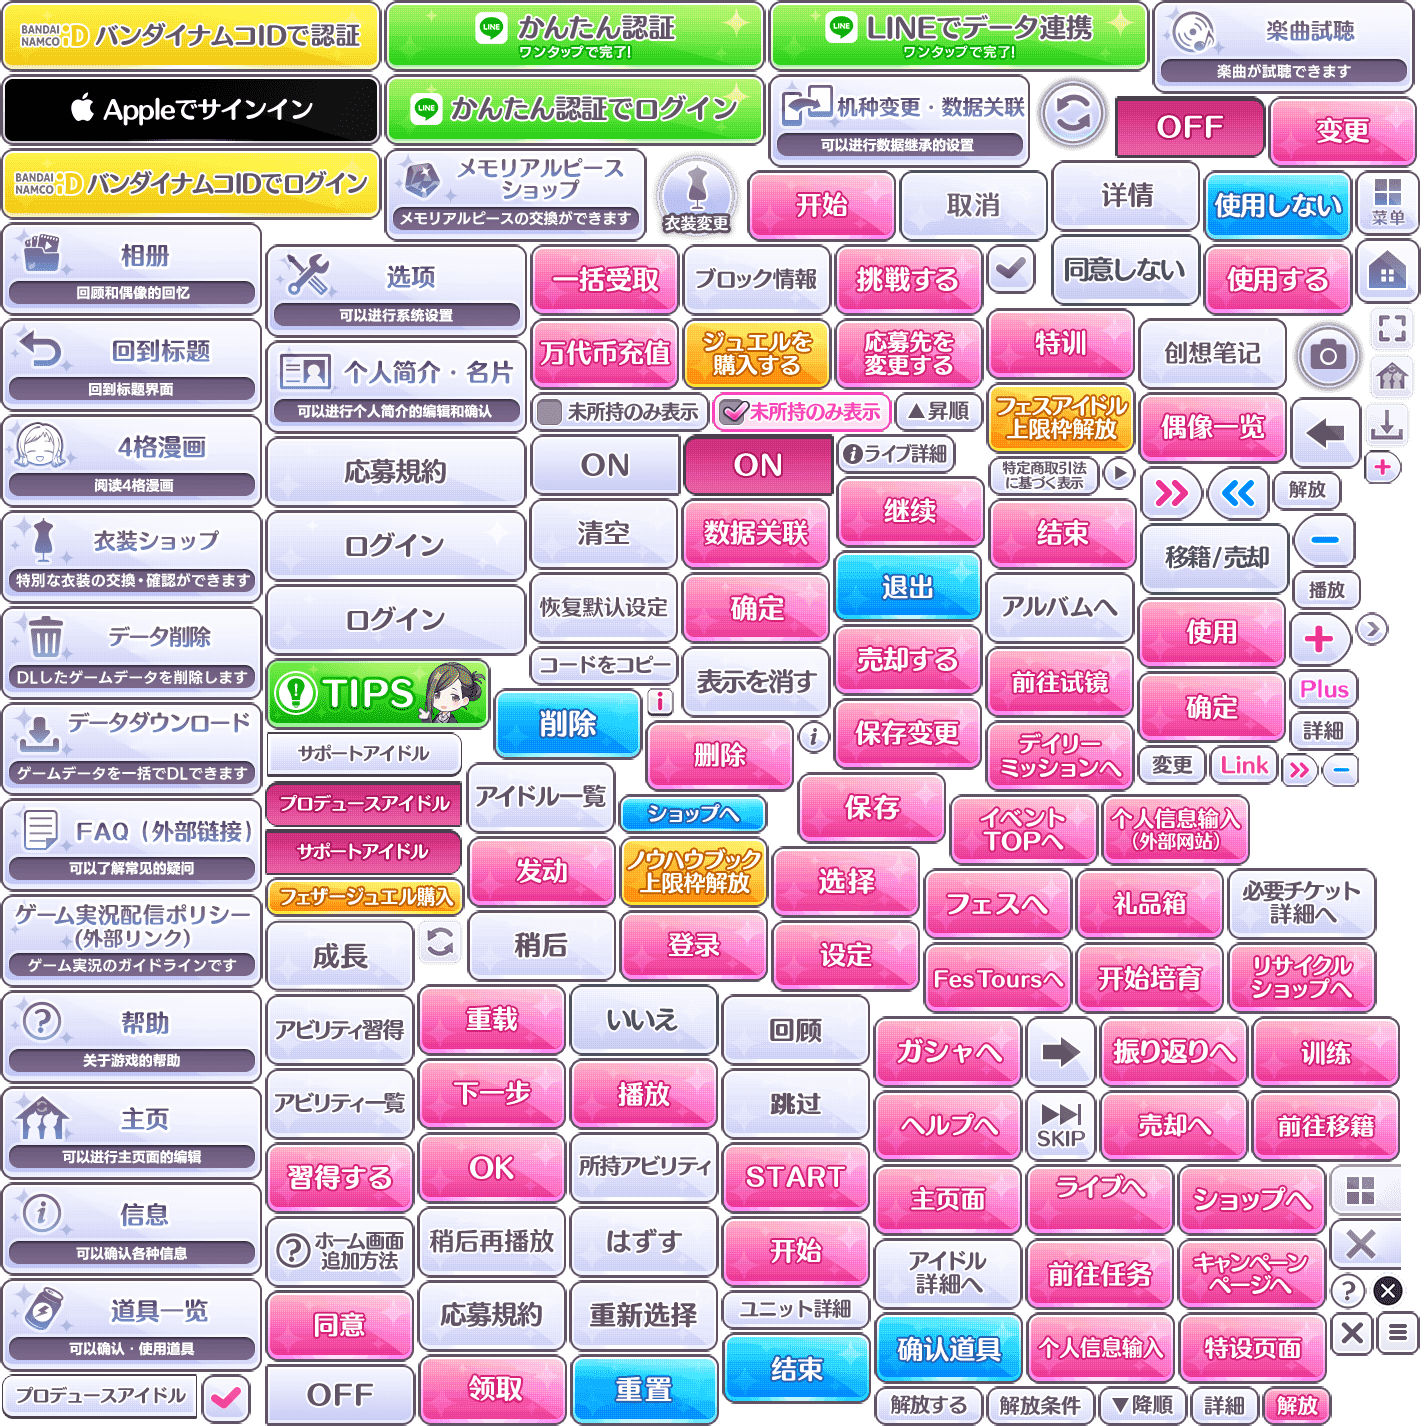 BANDAI NAMCO iD バンダイナムコIDで認証
LINE かんたん認証
ワンタップで完了!
LINE LINEでデータ連携
ワンタップで完了!
楽曲試聴
楽曲が試聴できます
Appleでサインイン
LINE かんたん認証でログイン
机种变更・数据关联
可以进行数据继承的设置
OFF
变更
BANDAI NAMCO iD バンダイナムコIDでログイン
メモリアルピース
ショップ
メモリアルピースの交換ができます
衣装変更
开始
取消
详情
使用しない
菜单
相册
回顾和偶像的回忆
选项
可以进行系统设置
一括受取
ブロック情報
挑戦する
同意しない
使用する
回到标题
回到标题界面
个人简介・名片
可以进行个人简介的编辑和确认
万代币充值
ジュエルを
購入する
応募先を
変更する
特训
创想笔记
未所持のみ表示
未所持のみ表示
▲昇順
フェスアイドル
上限枠解放
偶像一览
4格漫画
阅读4格漫画
応募規約
ON
ON
ライブ詳細
特定商取引法
に基づく表示
解放
衣装ショップ
特別な衣装の交換・確認ができます
ログイン
清空
数据关联
继续
结束
移籍/売却
データ削除
DLしたゲームデータを削除します
ログイン
恢复默认设定
确定
退出
アルバムへ
播放
使用
コードをコピー
表示を消す
売却する
前往试镜
Plus
TIPS
削除
确定
詳細
データダウンロード
ゲームデータを一括でDLできます
サポートアイドル
删除
保存变更
デイリー
ミッションへ
変更
Link
プロデュースアイドル
アイドル一覧
ショップへ
保存
イベント
TOPへ
个人信息输入
(外部网站)
FAQ（外部链接）
可以了解常见的疑问
サポートアイドル
发动
ノウハウブック
上限枠解放
选择
フェスへ
礼品箱
必要チケット
詳細へ
フェザージュエル購入
ゲーム実況配信ポリシー
(外部リンク)
ゲーム実況のガイドラインです
成長
稍后
登录
设定
Fes Toursへ
开始培育
リサイクル
ショップへ
帮助
关于游戏的帮助
アビリティ習得
重载
いいえ
回顾
ガシャへ
振り返りへ
训练
主页
可以进行主页面的编辑
アビリティ一覧
下一步
播放
跳过
ヘルプへ
SKIP
売却へ
前往移籍
習得する
OK
所持アビリティ
START
主页面
ライブへ
ショップへ
信息
可以确认各种信息
ホーム画面
追加方法
稍后再播放
はずす
开始
アイドル
詳細へ
前往任务
キャンペーン
ページへ
道具一览
可以确认・使用道具
同意
応募規約
重新选择
ユニット詳細
确认道具
个人信息输入
特设页面
プロデュースアイドル
OFF
领取
重置
结束
解放する
解放条件
▼降順
詳細
解放